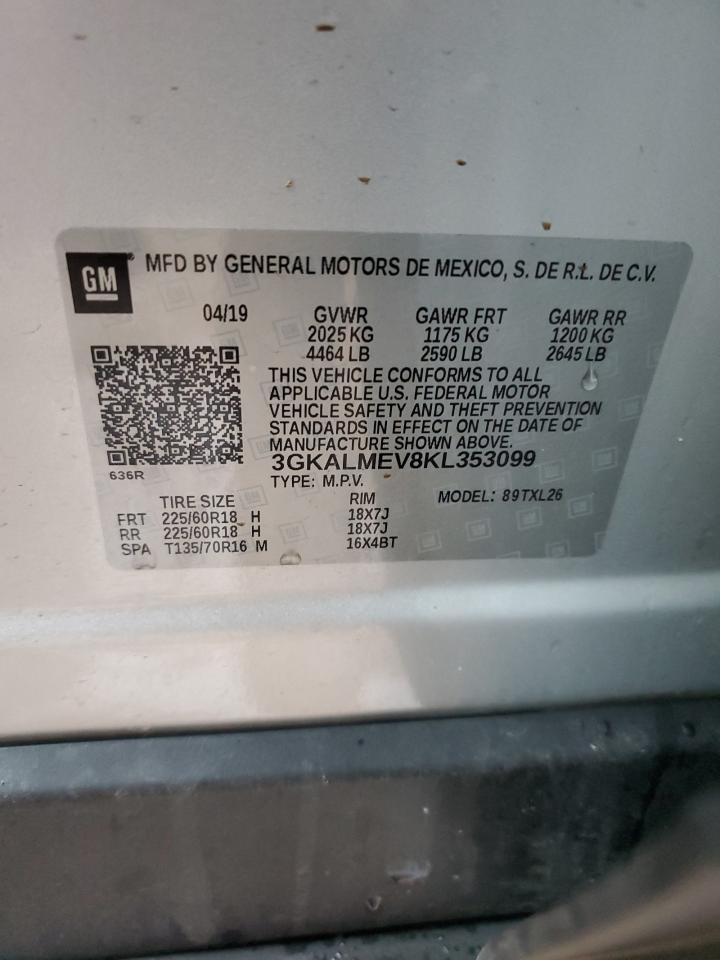 GM
MFD BY GENERAL MOTORS DE MEXICO, S. DE R.L. DE C.V.
04/19 GVWR GAWR FRT GAWR RR
2025 KG 1175 KG 1200 KG
4464 LB 2590 LB 2645 LB
THIS VEHICLE CONFORMS TO ALL
APPLICABLE U.S. FEDERAL MOTOR
VEHICLE SAFETY AND THEFT PREVENTION
STANDARDS IN EFFECT ON THE DATE OF
MANUFACTURE SHOWN ABOVE.
636R
3GKALMEV8KL353099
TYPE: M.P.V.
TIRE SIZE RIM MODEL: 89TXL26
FRT 225/60R18 H 18X7J
RR 225/60R18 H 18X7J
SPA T135/70R16 M 16X4BT